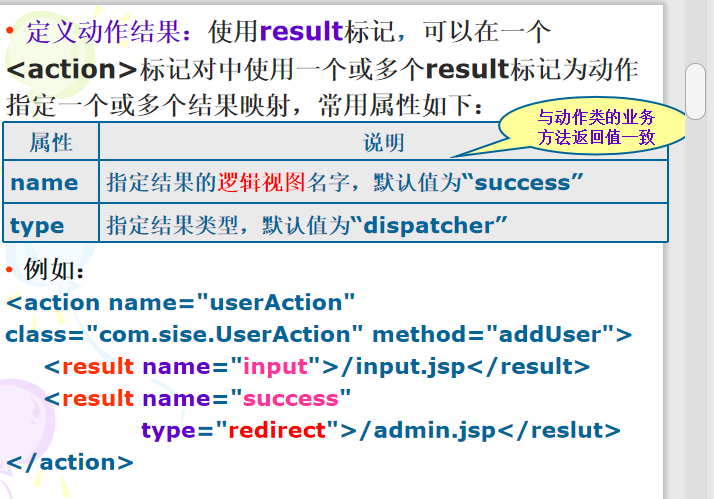 • 定义动作结果：使用result标记，可以在一个
<action>标记对中使用一个或多个result标记为动作
指定一个或多个结果映射，常用属性如下：
与动作类的业务
方法返回值一致
属性 说明
name 指定结果的逻辑视图名字，默认值为“success”
type 指定结果类型，默认值为“dispatcher”
• 例如：
<action name="userAction"
class="com.sise.UserAction" method="addUser">
<result name="input">/input.jsp</result>
<result name="success"
type="redirect">/admin.jsp</reslut>
</action>